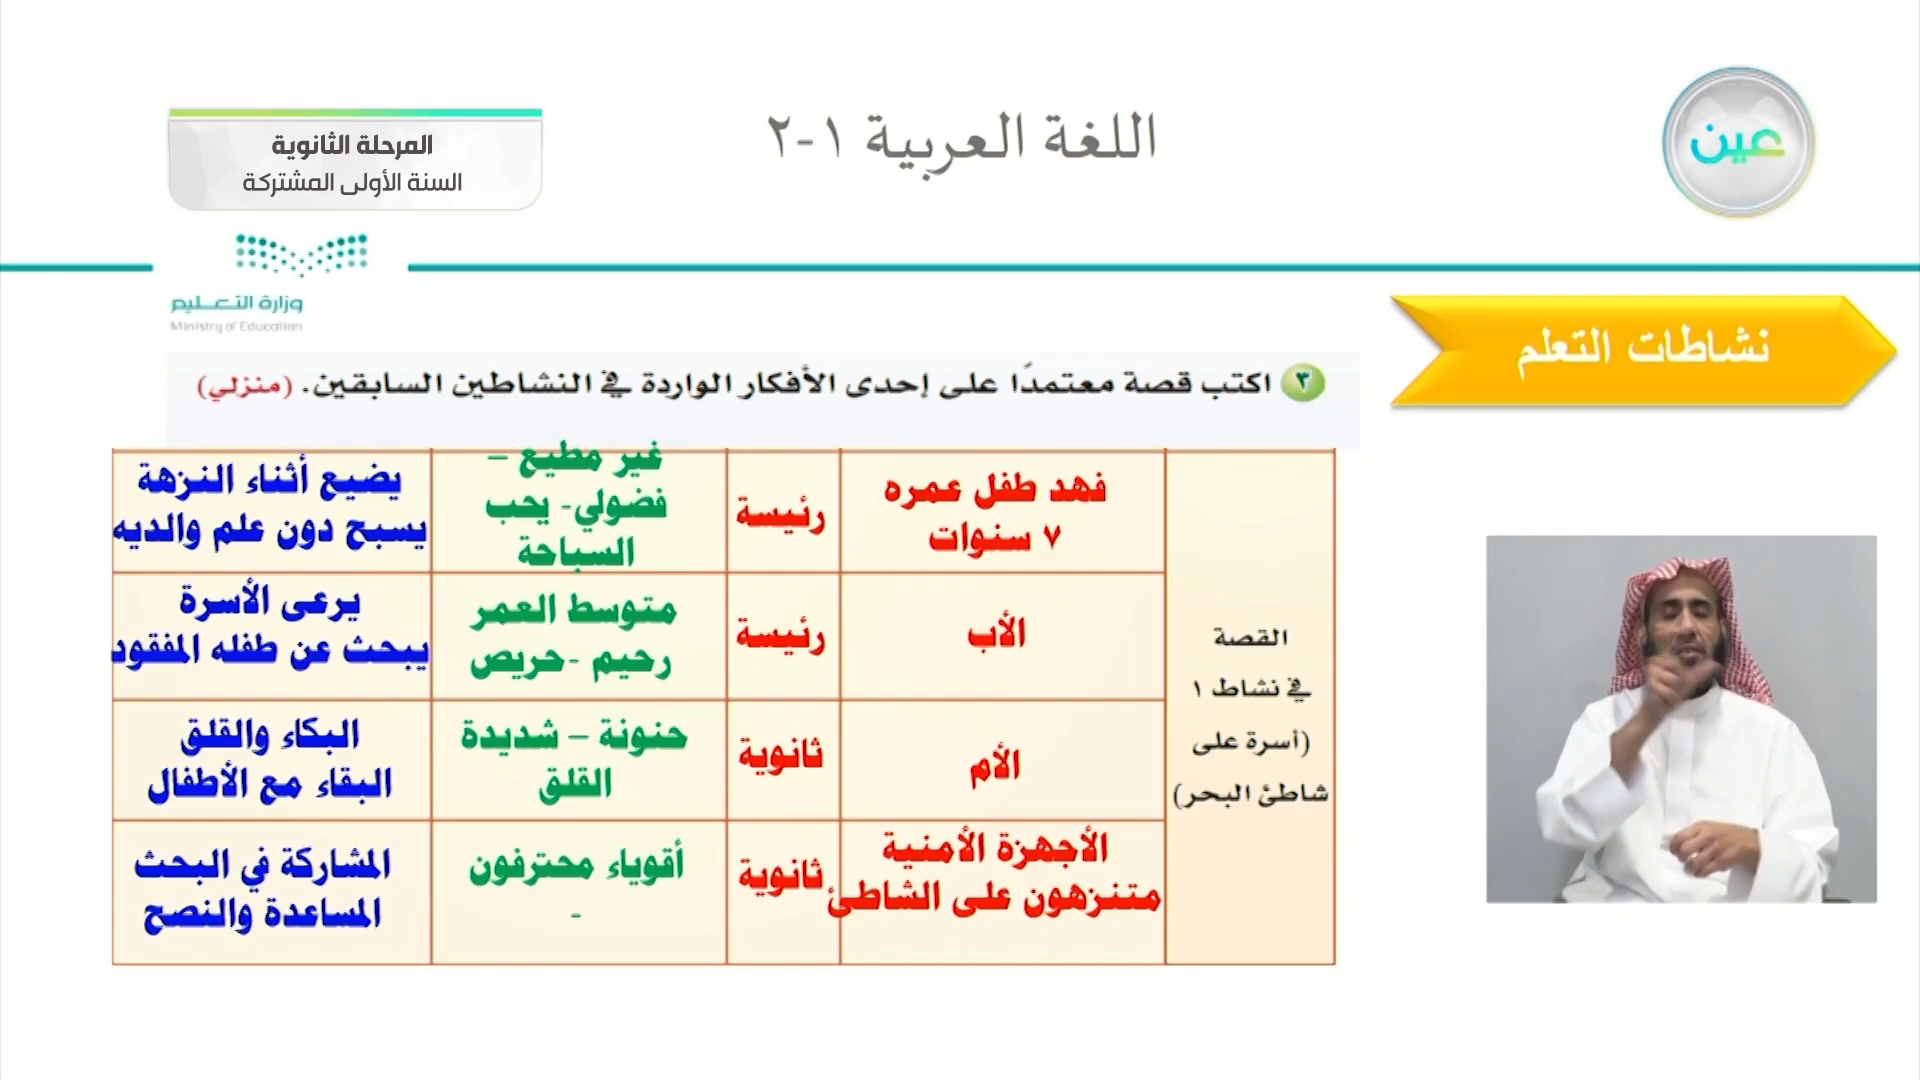 عين
اللغة العربية ١-٢
المرحلة الثانوية
السنة الأولى المشتركة
وزارة التعليم
Ministry of Education
نشاطات التعلم
٣ اكتب قصة معتمدًا على إحدى الأفكار الواردة في النشاطين السابقين. (منزلي)
القصة
في نشاط ١
(أسرة على
شاطئ البحر)
فهد طفل عمره
٧ سنوات
رئيسة
غير مطيع –
فضولي- يحب
السباحة
يضيع أثناء النزهة
يسبح دون علم والديه
الأب
رئيسة
متوسط العمر
رحيم -حريص
يرعى الأسرة
يبحث عن طفله المفقود
الأم
ثانوية
حنونة – شديدة
القلق
البكاء والقلق
البقاء مع الأطفال
الأجهزة الأمنية
متنزهون على الشاطئ
ثانوية
أقوياء محترفون
-
المشاركة في البحث
المساعدة والنصح